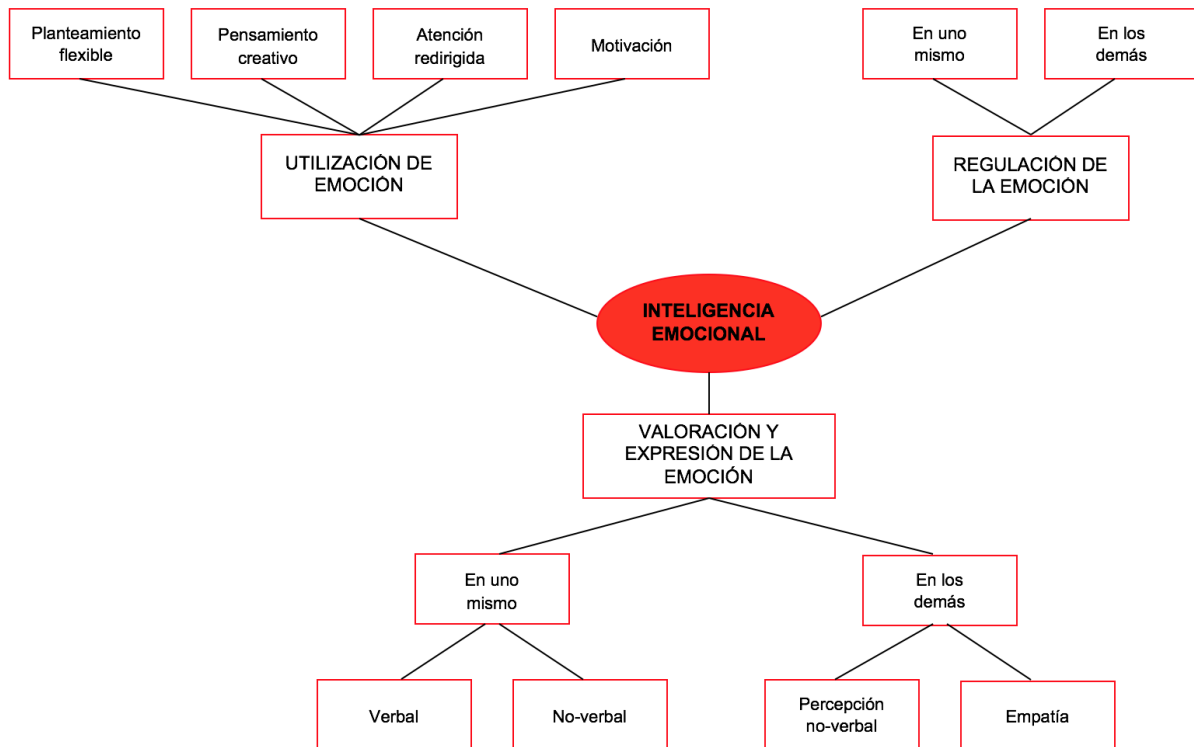 Planteamiento
flexible
Pensamiento
creativo
Atención
redirigida
Motivación
En uno
mismo
En los
demás
UTILIZACIÓN DE
EMOCIÓN
REGULACIÓN DE
LA EMOCIÓN
INTELIGENCIA
EMOCIONAL
VALORACIÓN Y
EXPRESIÓN DE LA
EMOCIÓN
En uno
mismo
En los
demás
Verbal
No-verbal
Percepción
no-verbal
Empatía